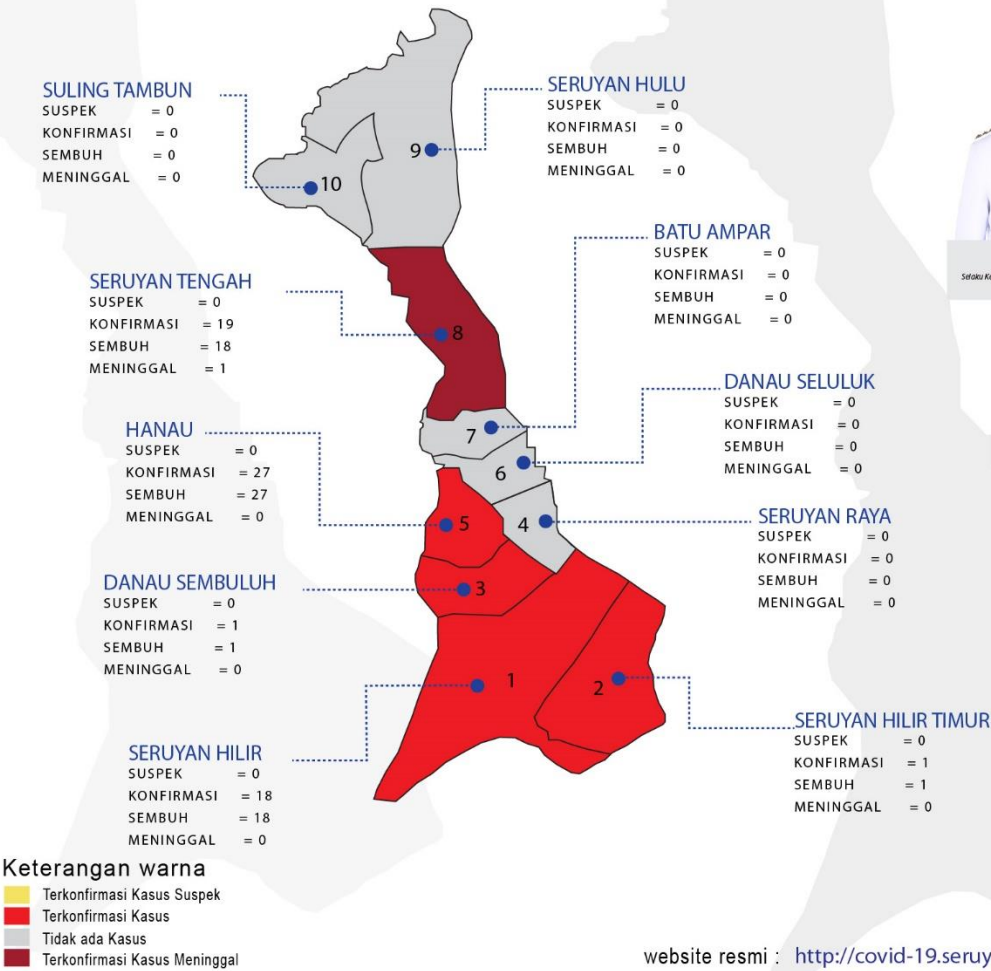 SULING TAMBUN
SUSPEK = 0
KONFIRMASI = 0
SEMBUH = 0
MENINGGAL = 0
SERUYAN HULU
SUSPEK = 0
KONFIRMASI = 0
SEMBUH = 0
MENINGGAL = 0
9
10
BATU AMPAR
SUSPEK = 0
KONFIRMASI = 0
SEMBUH = 0
MENINGGAL = 0
Selaku Ke
SERUYAN TENGAH
SUSPEK = 0
KONFIRMASI = 19
SEMBUH = 18
MENINGGAL = 1
8
DANAU SELULUK
SUSPEK = 0
KONFIRMASI = 0
SEMBUH = 0
MENINGGAL = 0
HANAU
SUSPEK = 0
KONFIRMASI = 27
SEMBUH = 27
MENINGGAL = 0
7
6
5
4
SERUYAN RAYA
SUSPEK = 0
KONFIRMASI = 0
SEMBUH = 0
MENINGGAL = 0
DANAU SEMBULUH
SUSPEK = 0
KONFIRMASI = 1
SEMBUH = 1
MENINGGAL = 0
3
1
2
SERUYAN HILIR TIMUR
SUSPEK = 0
KONFIRMASI = 1
SEMBUH = 1
MENINGGAL = 0
SERUYAN HILIR
SUSPEK = 0
KONFIRMASI = 18
SEMBUH = 18
MENINGGAL = 0
Keterangan warna
Terkonfirmasi Kasus Suspek
Terkonfirmasi Kasus
Tidak ada Kasus
Terkonfirmasi Kasus Meninggal
website resmi : http://covid-19.seruy